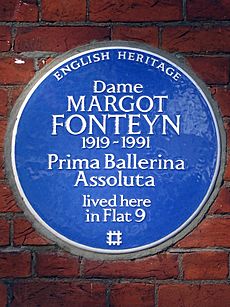 ENGLISH HERITAGE
Dame
MARGOT
FONTEYN
1919-1991
Prima Ballerina
Assoluta
lived here
in Flat 9